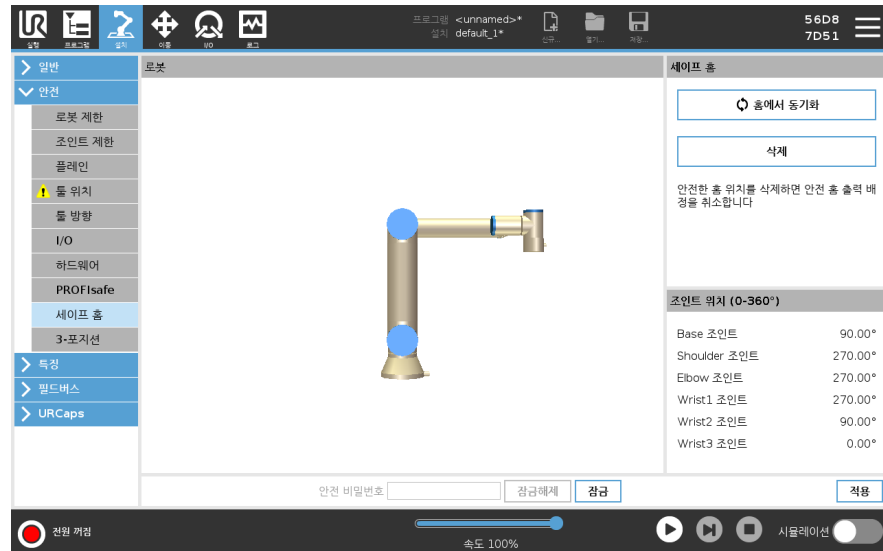 UR
실행
프로그램
설치
이동
I/O
로그
프로그램 <unnamed>*
설치 default_1*
신규...
열기...
저장...
56D8
7D51
일반
안전
로봇 제한
조인트 제한
플레인
툴 위치
툴 방향
I/O
하드웨어
PROFIsafe
세이프 홈
3-포지션
특징
필드버스
URCaps
로봇
세이프 홈
홈에서 동기화
삭제
안전한 홈 위치를 삭제하면 안전 홈 출력 배
정을 취소합니다
조인트 위치 (0-360°)
Base 조인트 90.00°
Shoulder 조인트 270.00°
Elbow 조인트 270.00°
Wrist1 조인트 270.00°
Wrist2 조인트 90.00°
Wrist3 조인트 0.00°
안전 비밀번호 잠금해제 잠금
적용
전원 꺼짐
속도 100%
시뮬레이션